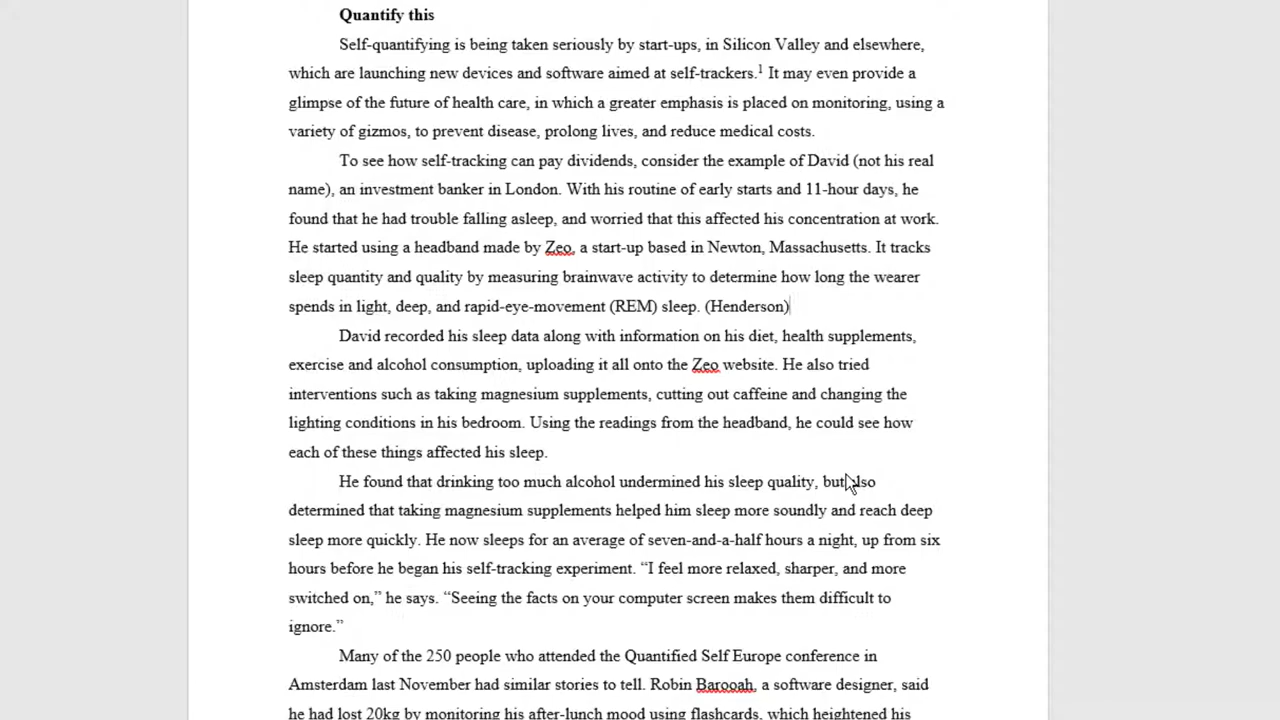 Quantify this
Self-quantifying is being taken seriously by start-ups, in Silicon Valley and elsewhere,
which are launching new devices and software aimed at self-trackers.1 It may even provide a
glimpse of the future of health care, in which a greater emphasis is placed on monitoring, using a
variety of gizmos, to prevent disease, prolong lives, and reduce medical costs.
To see how self-tracking can pay dividends, consider the example of David (not his real
name), an investment banker in London. With his routine of early starts and 11-hour days, he
found that he had trouble falling asleep, and worried that this affected his concentration at work.
He started using a headband made by Zeo, a start-up based in Newton, Massachusetts. It tracks
sleep quantity and quality by measuring brainwave activity to determine how long the wearer
spends in light, deep, and rapid-eye-movement (REM) sleep. (Henderson)
David recorded his sleep data along with information on his diet, health supplements,
exercise and alcohol consumption, uploading it all onto the Zeo website. He also tried
interventions such as taking magnesium supplements, cutting out caffeine and changing the
lighting conditions in his bedroom. Using the readings from the headband, he could see how
each of these things affected his sleep.
He found that drinking too much alcohol undermined his sleep quality, but also
determined that taking magnesium supplements helped him sleep more soundly and reach deep
sleep more quickly. He now sleeps for an average of seven-and-a-half hours a night, up from six
hours before he began his self-tracking experiment. “I feel more relaxed, sharper, and more
switched on,” he says. “Seeing the facts on your computer screen makes them difficult to
ignore.”
Many of the 250 people who attended the Quantified Self Europe conference in
Amsterdam last November had similar stories to tell. Robin Barooah, a software designer, said
he had lost 20kg by monitoring his after-lunch mood using flashcards, which heightened his